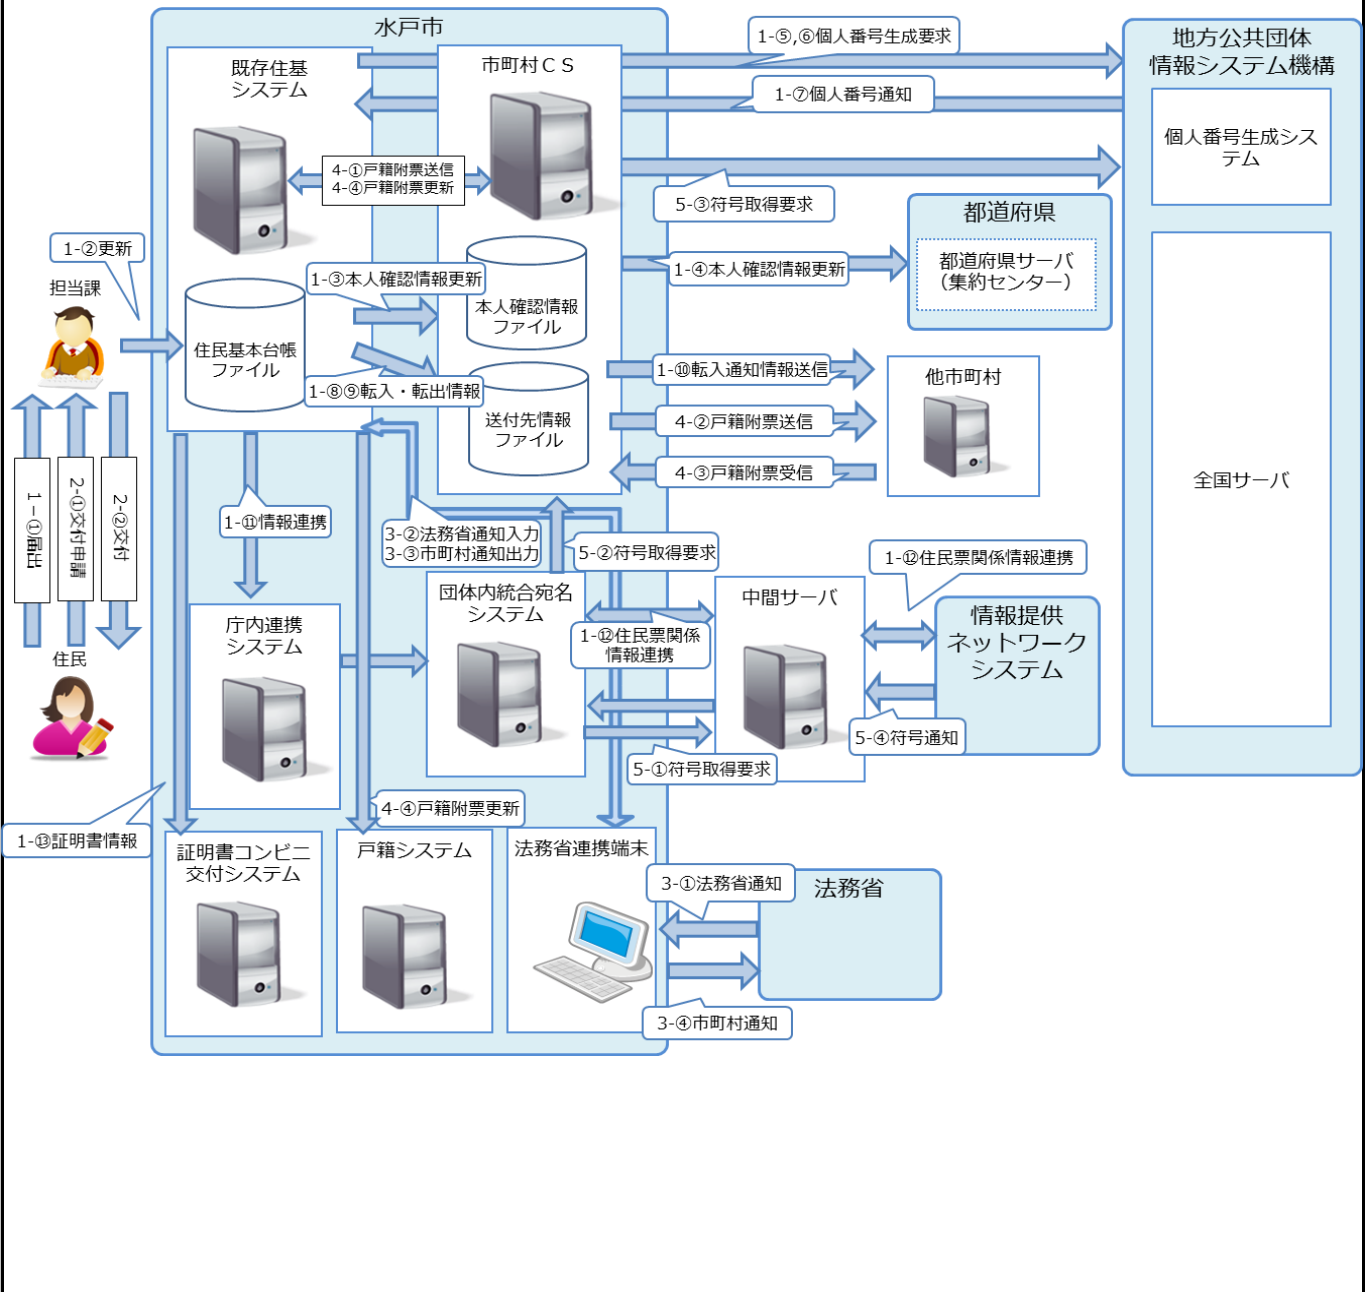 水戸市
既存住基
システム
市町村ＣＳ
1-⑤,⑥個人番号生成要求
1-⑦個人番号通知
地方公共団体
情報システム機構
個人番号生成シス
テム
全国サーバ
4-①戸籍附票送信
4-④戸籍附票更新
5-③符号取得要求
都道府県
都道府県サーバ
（集約センター）
1-②更新
担当課
1-③本人確認情報更新
1-④本人確認情報更新
本人確認情報
ファイル
住民基本台帳
ファイル
1-⑧⑨転入・転出情報
送付先情報
ファイル
1-⑩転入通知情報送信
4-②戸籍附票送信
4-③戸籍附票受信
他市町村
1－①届出
2-①交付申請
2-②交付
住民
1-⑪情報連携
3-②法務省通知入力
3-③市町村通知出力
5-②符号取得要求
1-⑫住民票関係情報連携
庁内連携
システム
団体内統合宛名
システム
1-⑫住民票関係
情報連携
中間サーバ
情報提供
ネットワーク
システム
5-④符号通知
5-①符号取得要求
4-④戸籍附票更新
1-⑬証明書情報
証明書コンビニ
交付システム
戸籍システム
法務省連携端末
3-①法務省通知
法務省
3-④市町村通知